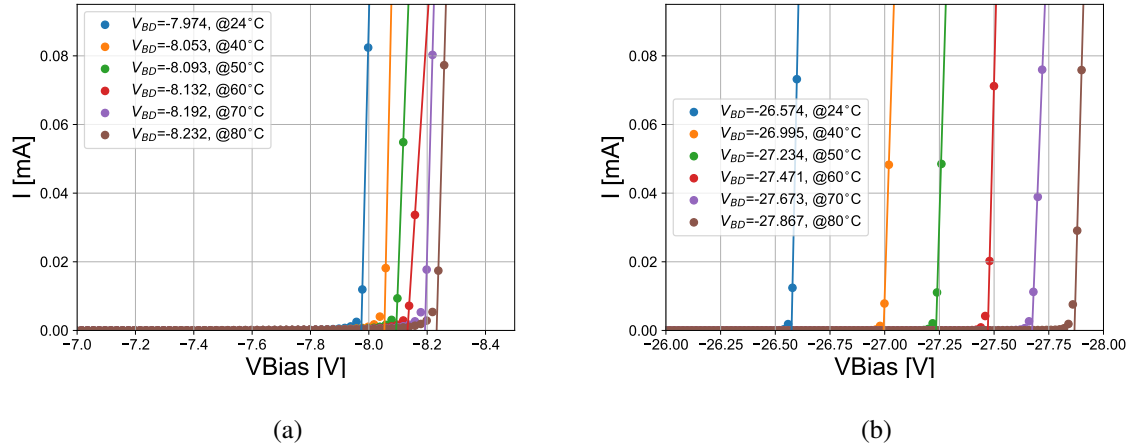 0.08
0.06
0.04
0.02
0.00
I [mA]
V_BD=-7.974, @24°C
V_BD=-8.053, @40°C
V_BD=-8.093, @50°C
V_BD=-8.132, @60°C
V_BD=-8.192, @70°C
V_BD=-8.232, @80°C
−7.0 −7.2 −7.4 −7.6 −7.8 −8.0 −8.2 −8.4
VBias [V]
(a)
0.08
0.06
0.04
0.02
0.00
I [mA]
V_BD=-26.574, @24°C
V_BD=-26.995, @40°C
V_BD=-27.234, @50°C
V_BD=-27.471, @60°C
V_BD=-27.673, @70°C
V_BD=-27.867, @80°C
−26.00 −26.25 −26.50 −26.75 −27.00 −27.25 −27.50 −27.75 −28.00
VBias [V]
(b)